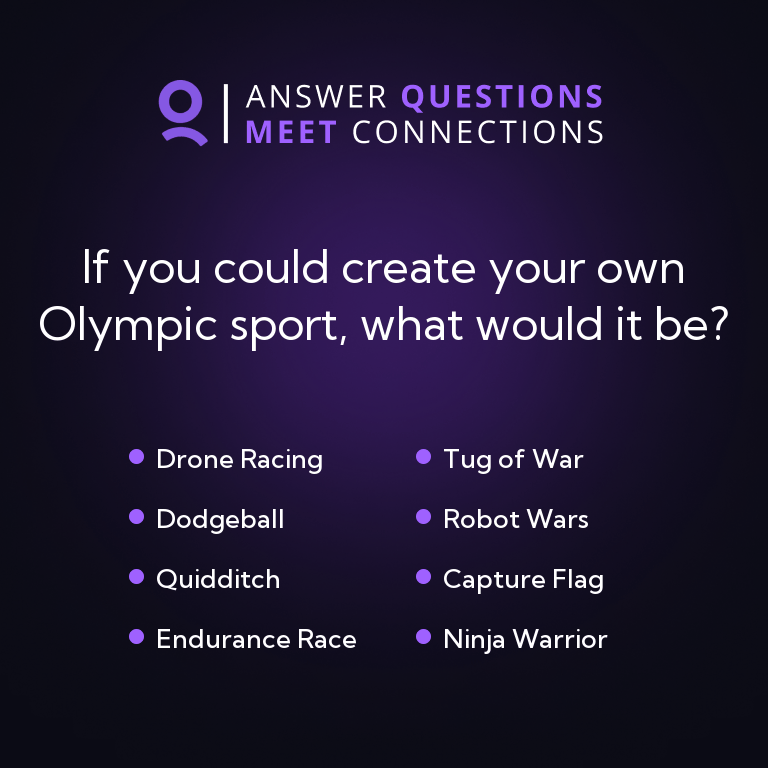 ANSWER QUESTIONS
MEET CONNECTIONS
If you could create your own
Olympic sport, what would it be?
Drone Racing
Dodgeball
Quidditch
Endurance Race
Tug of War
Robot Wars
Capture Flag
Ninja Warrior